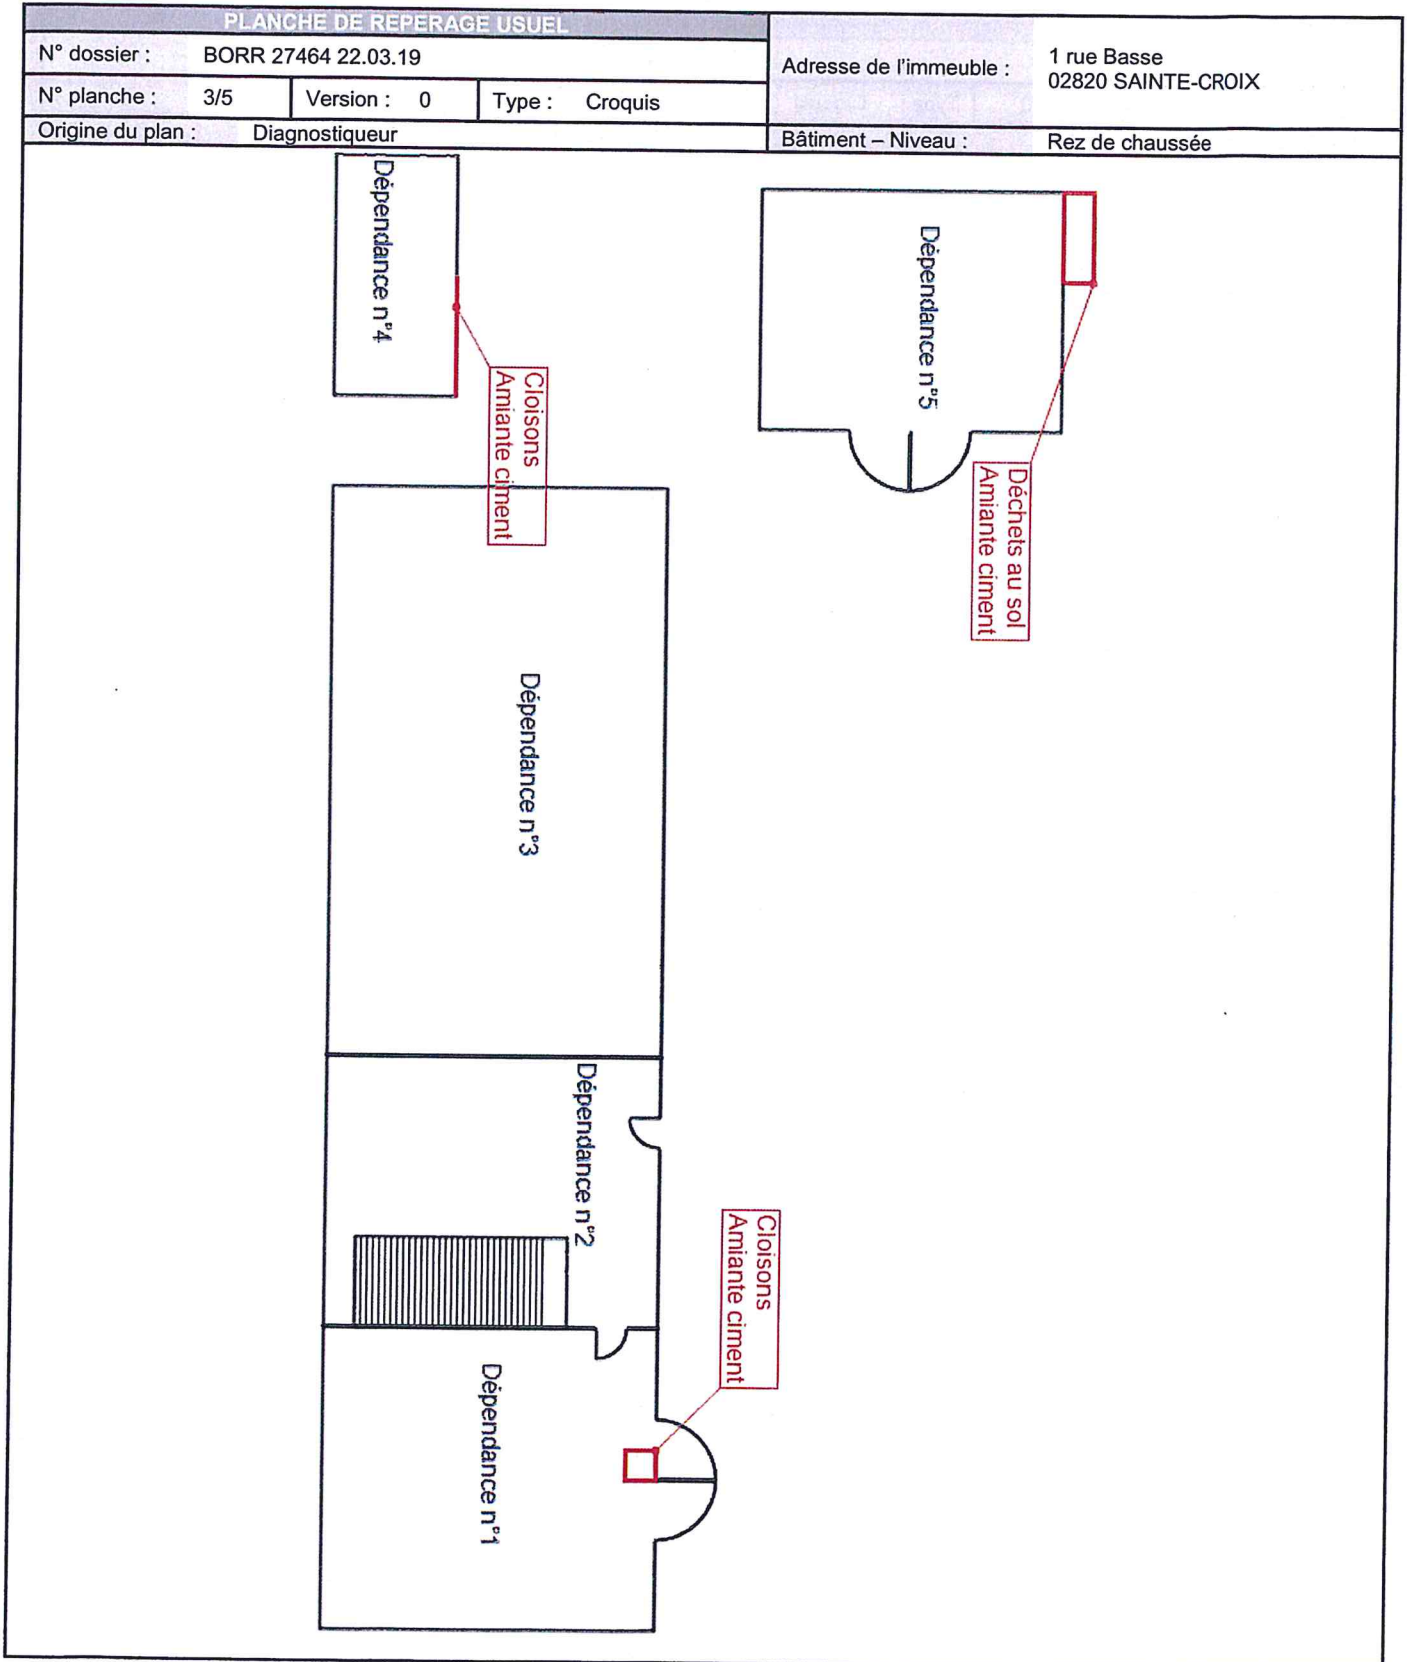 PLANCHE DE REPERAGE USUEL
N° dossier : BORR 27464 22.03.19
Adresse de l'immeuble : 1 rue Basse
02820 SAINTE-CROIX
N° planche : 3/5 Version : 0 Type : Croquis
Origine du plan : Diagnostiqueur
Bâtiment – Niveau : Rez de chaussée
Dépendance n°4
Cloisons
Amiante ciment
Dépendance n°5
Déchets au sol
Amiante ciment
Dépendance n°3
Dépendance n°2
Cloisons
Amiante ciment
Dépendance n°1